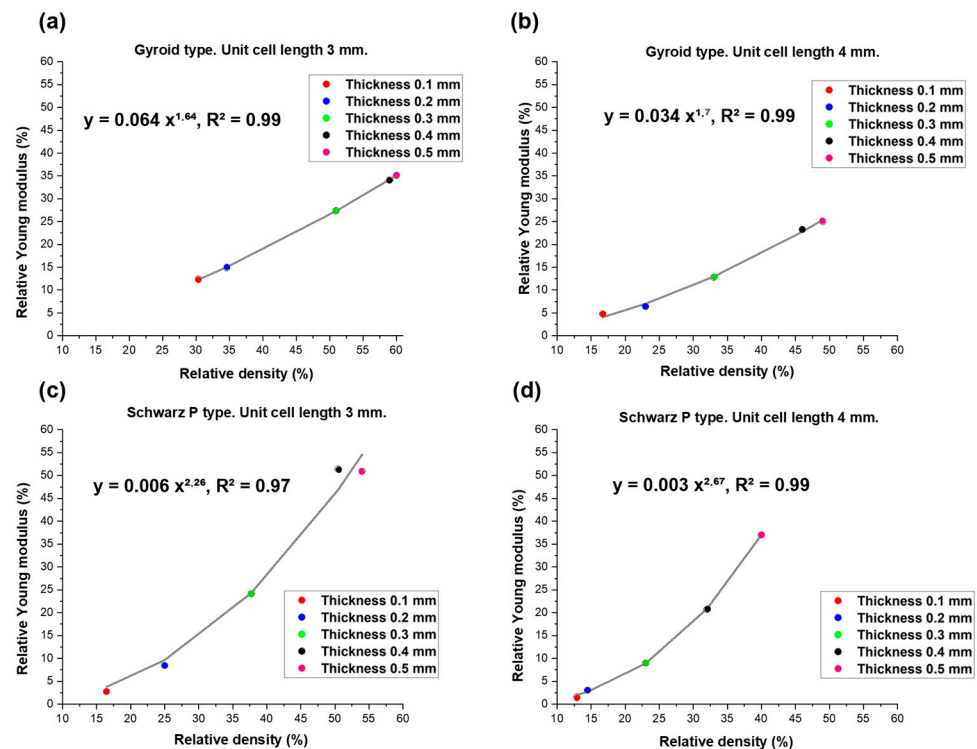 (a)
Gyroid type. Unit cell length 3 mm.
Thickness 0.1 mm
Thickness 0.2 mm
Thickness 0.3 mm
Thickness 0.4 mm
Thickness 0.5 mm
y = 0.064 x¹·⁶⁴, R² = 0.99
Relative Young modulus (%)
60
55
50
45
40
35
30
25
20
15
10
5
0
10 15 20 25 30 35 40 45 50 55 60
Relative density (%)
(b)
Gyroid type. Unit cell length 4 mm.
Thickness 0.1 mm
Thickness 0.2 mm
Thickness 0.3 mm
Thickness 0.4 mm
Thickness 0.5 mm
y = 0.034 x¹·⁷, R² = 0.99
Relative Young modulus (%)
60
55
50
45
40
35
30
25
20
15
10
5
0
10 15 20 25 30 35 40 45 50 55 60
Relative density (%)
(c)
Schwarz P type. Unit cell length 3 mm.
y = 0.006 x²·²⁶, R² = 0.97
Thickness 0.1 mm
Thickness 0.2 mm
Thickness 0.3 mm
Thickness 0.4 mm
Thickness 0.5 mm
Relative Young modulus (%)
60
55
50
45
40
35
30
25
20
15
10
5
0
10 15 20 25 30 35 40 45 50 55 60
Relative density (%)
(d)
Schwarz P type. Unit cell length 4 mm.
y = 0.003 x²·⁶⁷, R² = 0.99
Thickness 0.1 mm
Thickness 0.2 mm
Thickness 0.3 mm
Thickness 0.4 mm
Thickness 0.5 mm
Relative Young modulus (%)
60
55
50
45
40
35
30
25
20
15
10
5
0
10 15 20 25 30 35 40 45 50 55 60
Relative density (%)